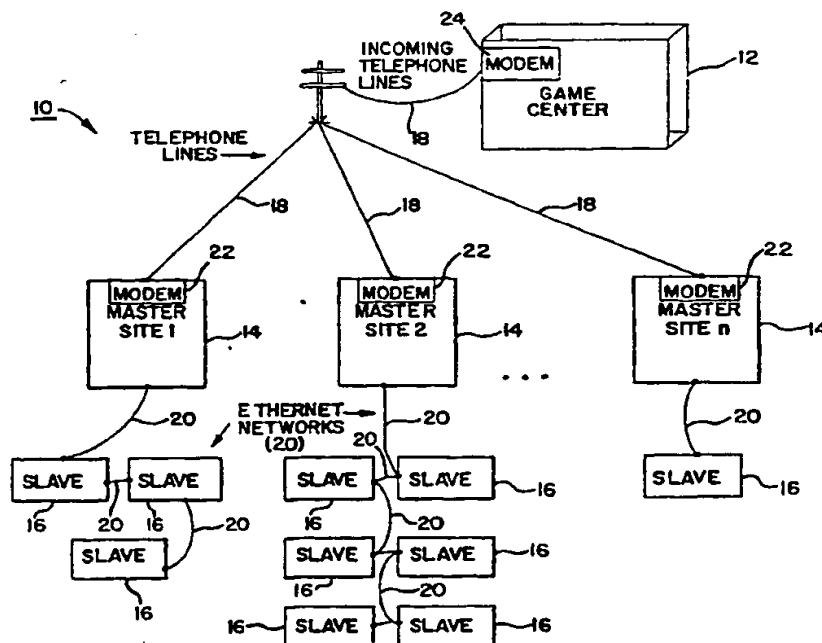 24
INCOMING
TELEPHONE
LINES
MODEM
GAME
CENTER
12
18
10
TELEPHONE
LINES
18
18
18
22
MODEM
MASTER
SITE 1
14
22
MODEM
MASTER
SITE 2
14
. . .
22
MODEM
MASTER
SITE n
14
20
ETHERNET
NETWORKS
(20)
20
20
SLAVE
SLAVE
16
20
16
20
SLAVE
16
20
SLAVE
SLAVE
16
16
20
SLAVE
SLAVE
16
16
20
SLAVE
SLAVE
16
16
SLAVE
16